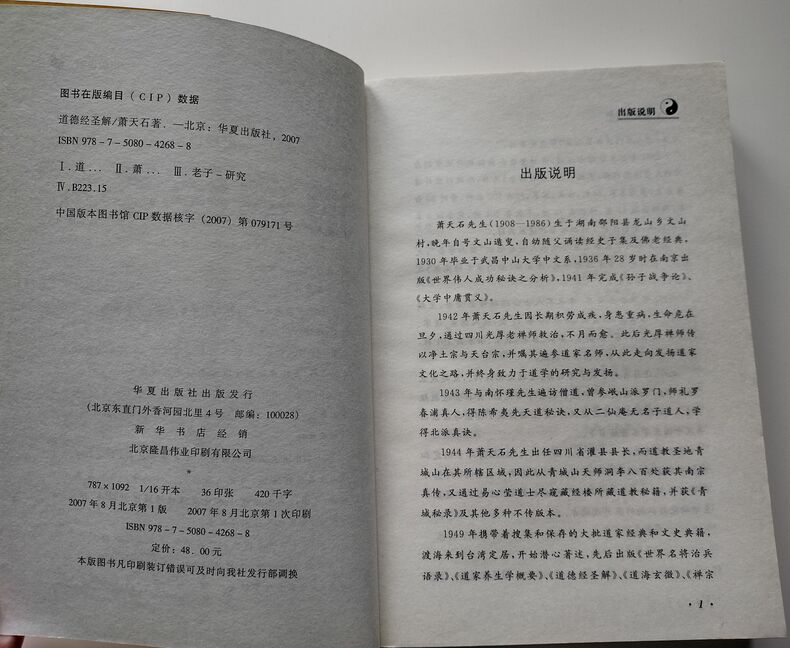 图书在版编目(CIP)数据
道德经圣解/萧天石著. —北京:华夏出版社,2007
ISBN 978-7-5080-4268-8
Ⅰ.道… Ⅱ.萧… Ⅲ.老子-研究
Ⅳ.B223.15
中国版本图书馆CIP数据核字(2007)第079171号
华夏出版社出版发行
(北京东直门外香河园北里4号 邮编:100028)
新华书店经销
北京隆昌伟业印刷有限公司
*
787×1092 1/16开本 36印张 420千字
2007年8月北京第1版 2007年8月北京第1次印刷
ISBN 978-7-5080-4268-8
定价:48.00元
本版图书凡印刷装订错误可及时向我社发行部调换
出版说明
出版说明
萧天石先生(1908—1986)生于湖南邵阳县龙山乡文山
村,晚年自号文山遁叟,自幼随父诵读经史子集及佛老经典。
1930年毕业于武昌中山大学中文系,1936年28岁时在南京出
版《世界伟人成功秘诀之分析》,1941年完成《孙子战争论》、
《大学中庸贯义》。
1942年萧天石先生因长期积劳成疾,身患重病,生命危在
旦夕,通过四川光厚老禅师救治,不月而愈。此后光厚禅师传
以净土宗与天台宗,并嘱其遍参道家名师,从此走向发扬道家
文化之路,并终身致力于道学的研究与发扬。
1943年与南怀瑾先生遍访僧道,曾参岷山派罗门,师礼罗
春浦真人,得陈希夷先天道秘诀,又从二仙庵无名子道人,学
得北派真诀。
1944年萧天石先生出任四川省灌县县长,而道教圣地青
城山在其所辖区域,因此从青城山天师洞李八百处获其南宗
真传,又通过易心莹道士尽窥藏经楼所藏道教秘籍,并获《青
城秘录》及其他多种不传版本。
1949年携带着搜集和保存的大批道家经典和文史典籍,
渡海来到台湾定居,开始潜心著述,先后出版《世界名将治兵
语录》、《道家养生学概要》、《道德经圣解》、《道海玄微》、《禅宗
·1·